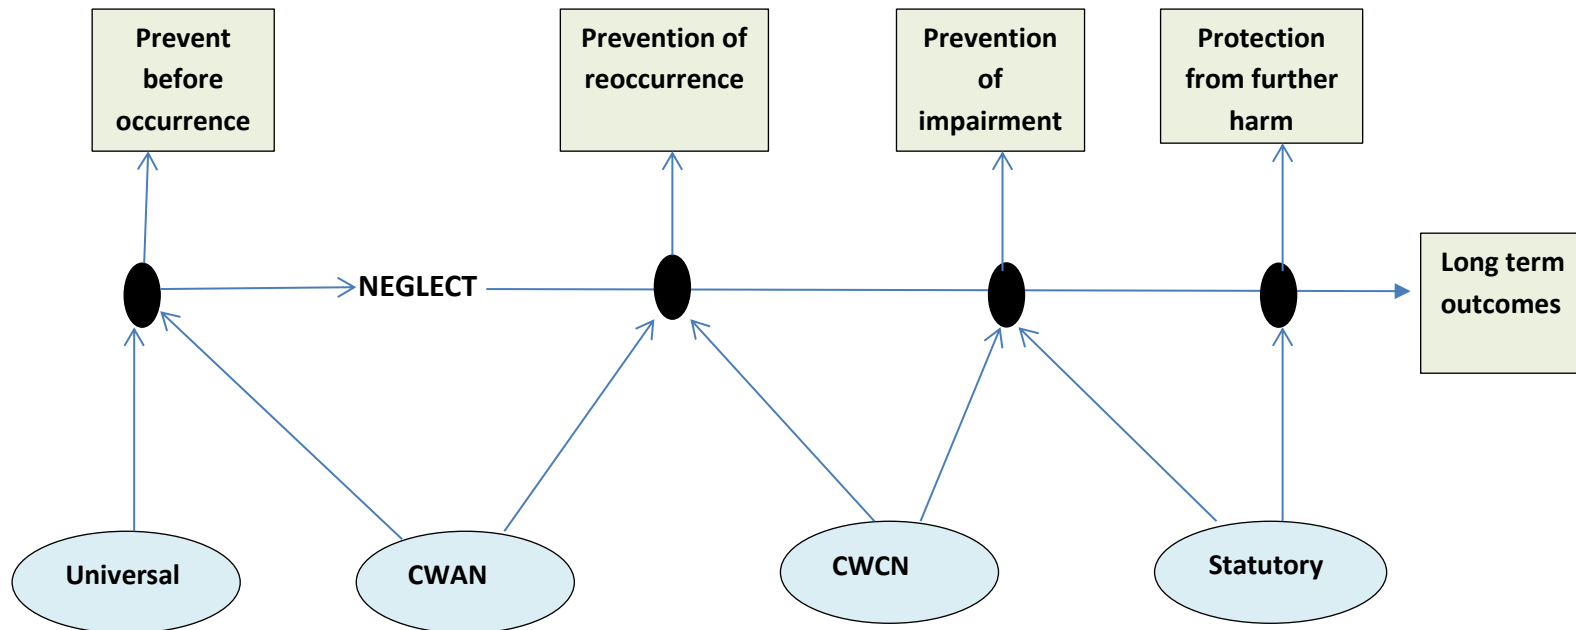 Prevent
before
occurrence
Prevention of
reoccurrence
Prevention
of
impairment
Protection
from further
harm
NEGLECT
Long term
outcomes
Universal
CWAN
CWCN
Statutory